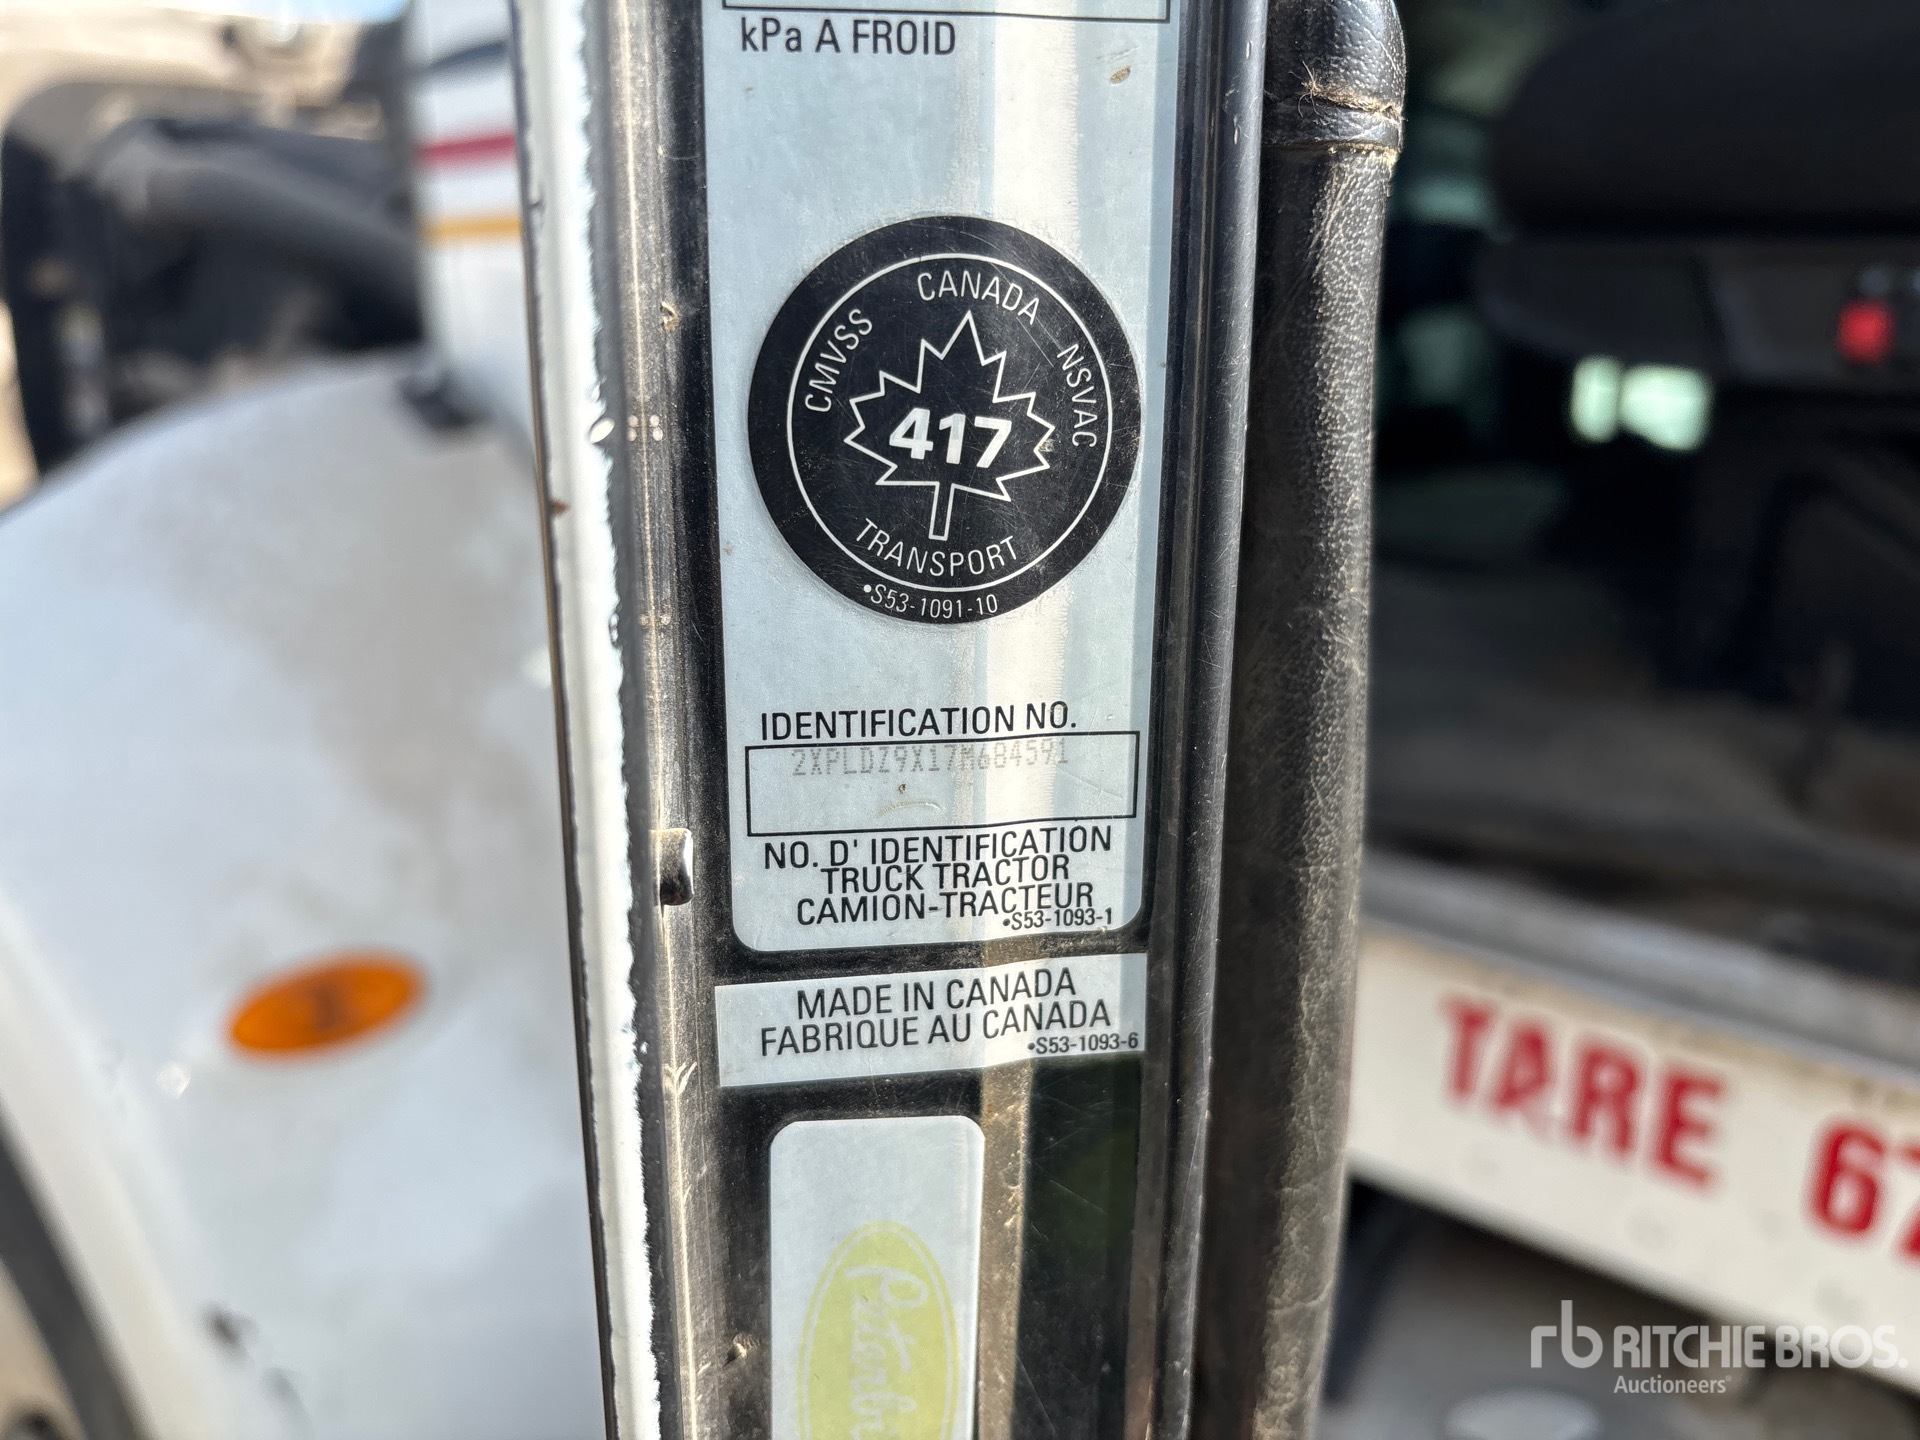 kPa A FROID
CANADA
CMVSS
NSVAC
417
TRANSPORT
•S53-1091-10
IDENTIFICATION NO.
2XPLDZ9X17M684591
NO. D' IDENTIFICATION
TRUCK TRACTOR
CAMION-TRACTEUR
•S53-1093-1
MADE IN CANADA
FABRIQUE AU CANADA
•S53-1093-6
TARE
rb RITCHIE BROS.
Auctioneers